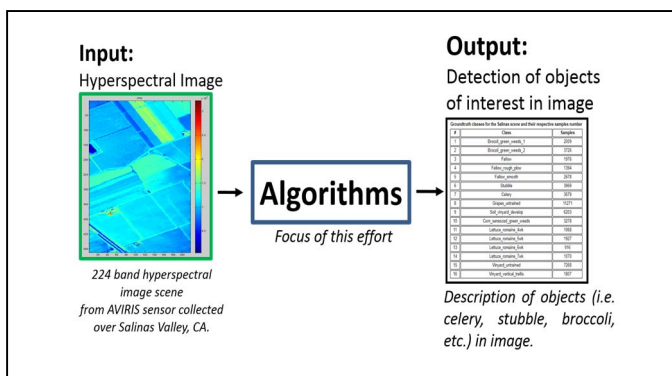 Input:
Hyperspectral Image
224 band hyperspectral
image scene
from AVIRIS sensor collected
over Salinas Valley, CA.
Algorithms
Focus of this effort
Output:
Detection of objects
of interest in image
Groundtruth classes for the Salinas scene and their respective samples number
# Class Samples
1 Brocoli_green_weeds_1 2009
2 Brocoli_green_weeds_2 3726
3 Fallow 1976
4 Fallow_rough_plow 1394
5 Fallow_smooth 2678
6 Stubble 3959
7 Celery 3579
8 Grapes_untrained 11271
9 Soil_vinyard_develop 6203
10 Corn_senesced_green_weeds 3278
11 Lettuce_romaine_4wk 1068
12 Lettuce_romaine_5wk 1927
13 Lettuce_romaine_6wk 916
14 Lettuce_romaine_7wk 1070
15 Vinyard_untrained 7268
16 Vinyard_vertical_trellis 1807
Description of objects (i.e.
celery, stubble, broccoli,
etc.) in image.